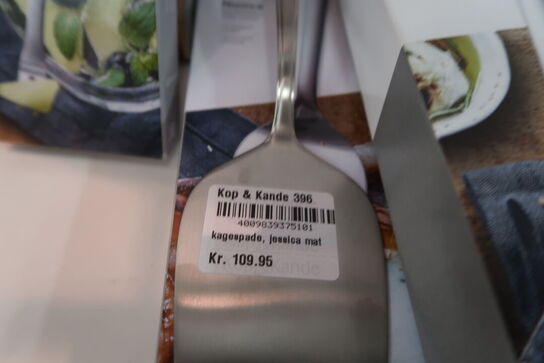 Kop & Kande 396
4009839375101
kagespade, jessica mat
Kr. 109.95